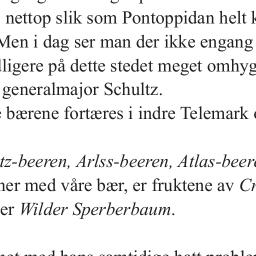 nettop slik som Pontoppidan helt
Men i dag ser man der ikke engang
ligere på dette stedet meget omhyg
generalmajor Schultz.
bærene fortæres i indre Telemark
tz-beeren, Arlss-beeren, Atlas-beere
ner med våre bær, er fruktene av Cr
er Wilder Sperberbaum.